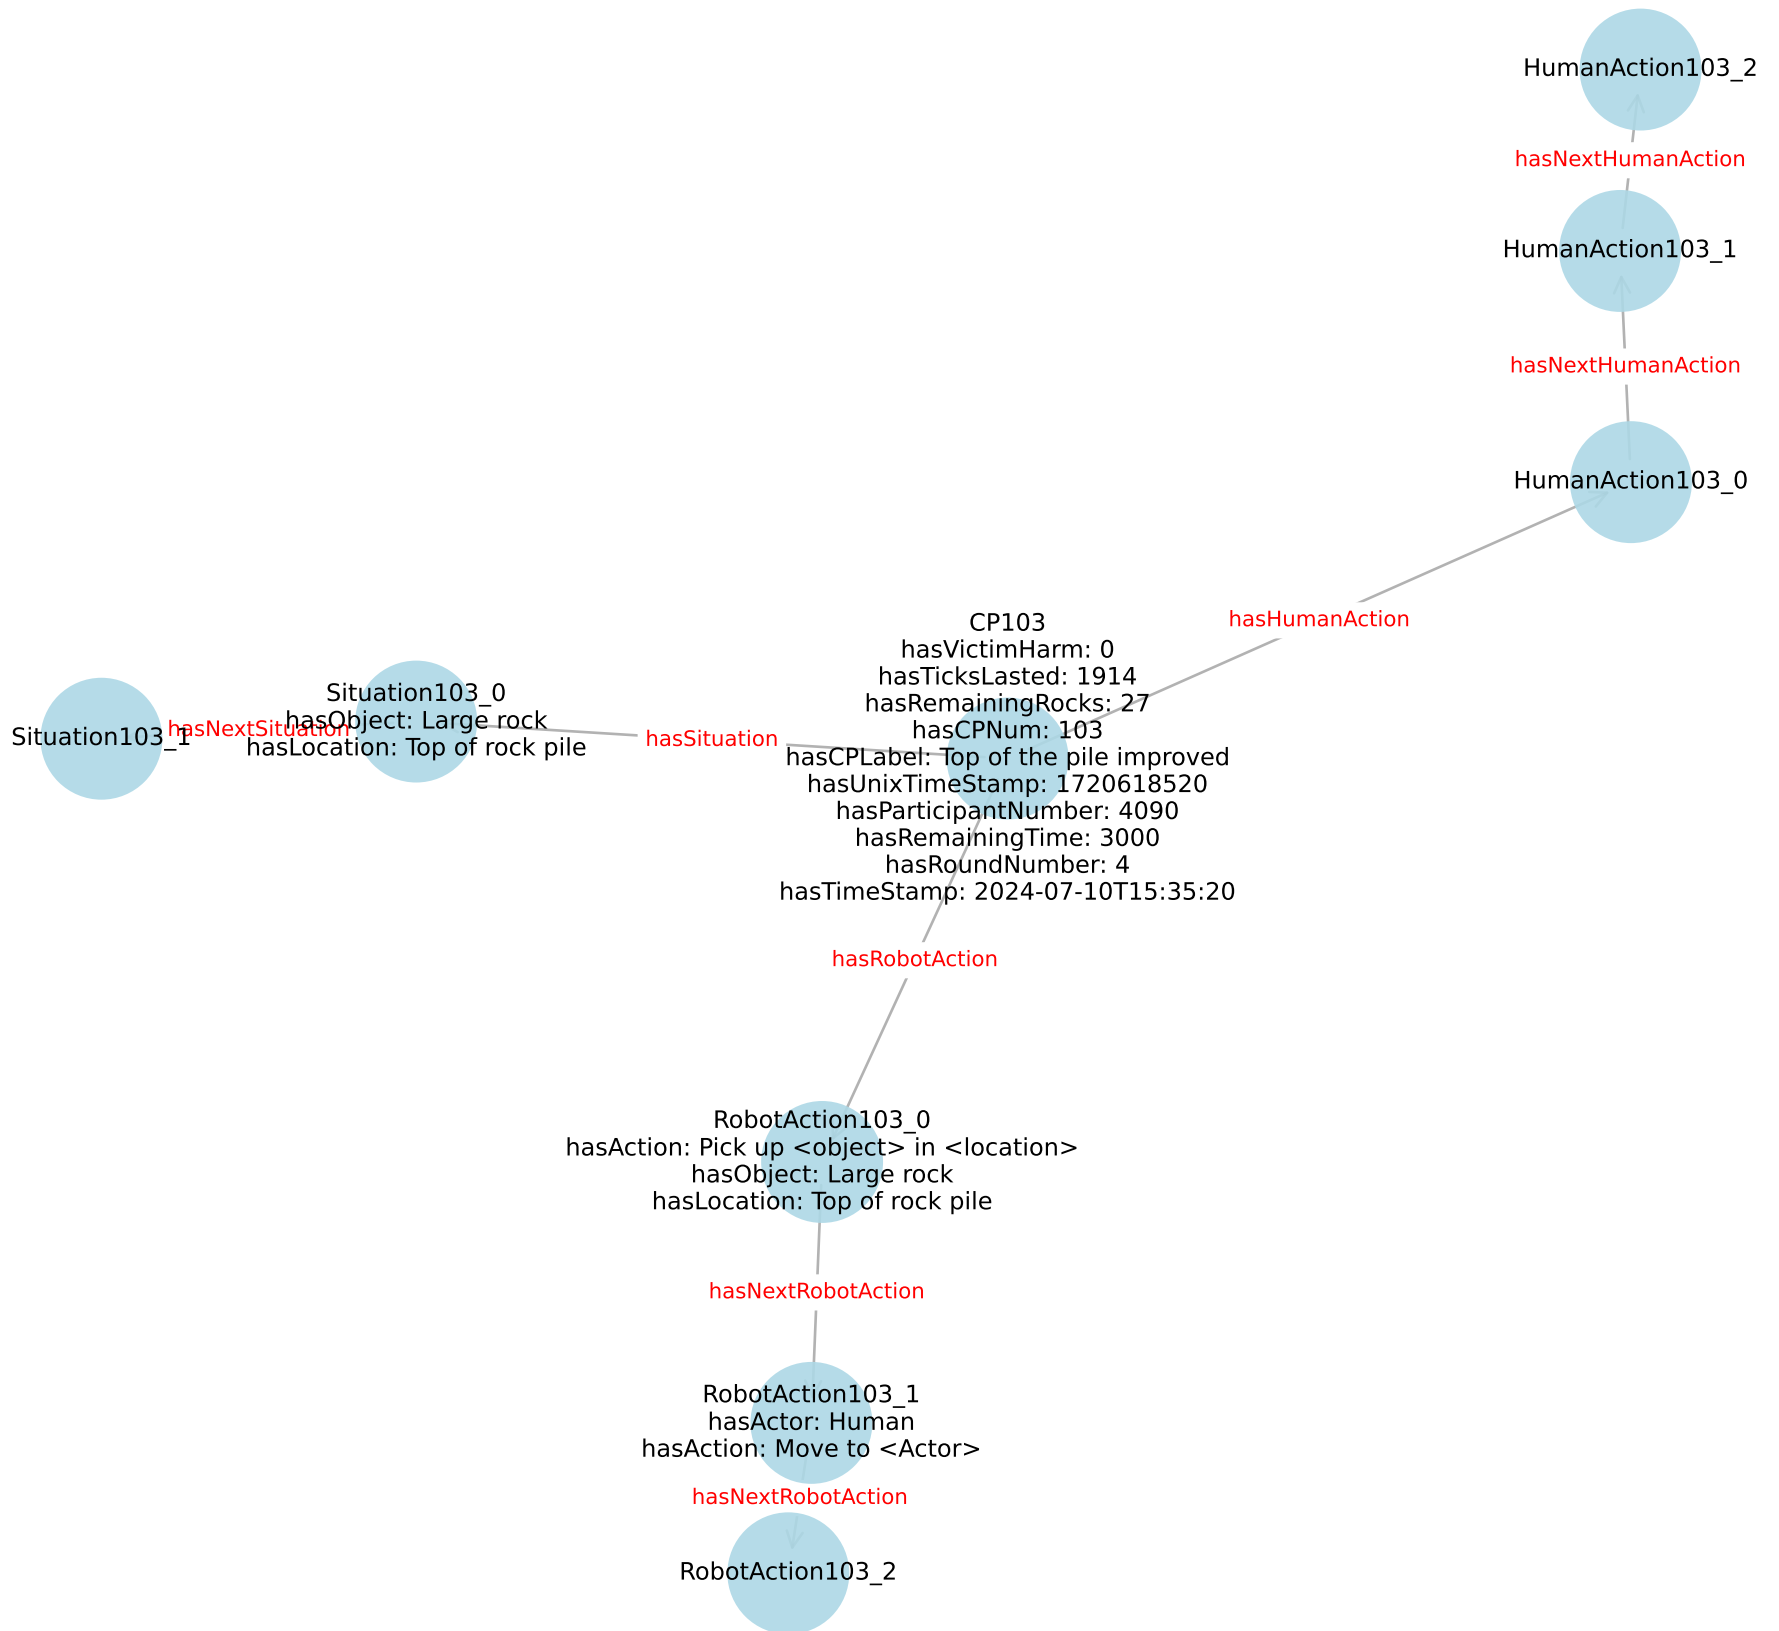 HumanAction103_2
hasNextHumanAction
HumanAction103_1
hasNextHumanAction
HumanAction103_0
hasHumanAction
CP103
hasVictimHarm: 0
hasTicksLasted: 1914
hasRemainingRocks: 27
hasCPNum: 103
hasCPLabel: Top of the pile improved
hasUnixTimeStamp: 1720618520
hasParticipantNumber: 4090
hasRemainingTime: 3000
hasRoundNumber: 4
hasTimeStamp: 2024-07-10T15:35:20
hasSituation
Situation103_0
hasObject: Large rock
hasLocation: Top of rock pile
hasNextSituation
Situation103_1
hasRobotAction
RobotAction103_0
hasAction: Pick up <object> in <location>
hasObject: Large rock
hasLocation: Top of rock pile
hasNextRobotAction
RobotAction103_1
hasActor: Human
hasAction: Move to <Actor>
hasNextRobotAction
RobotAction103_2